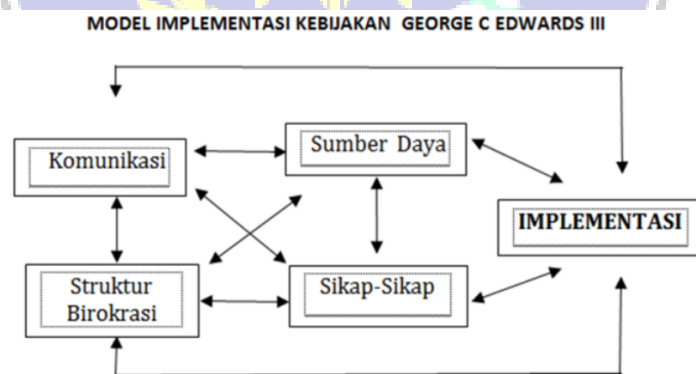 MODEL IMPLEMENTASI KEBIJAKAN GEORGE C EDWARDS III
Komunikasi
Sumber Daya
IMPLEMENTASI
Struktur
Birokrasi
Sikap-Sikap